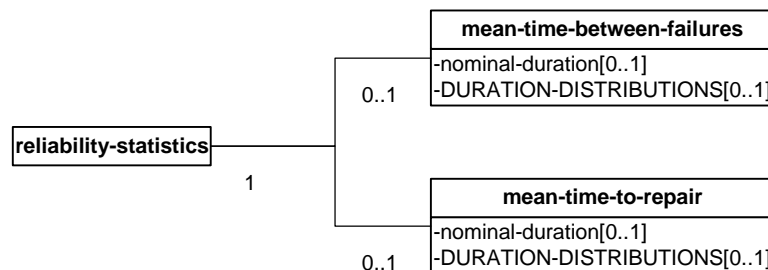 mean-time-between-failures
-nominal-duration[0..1]
-DURATION-DISTRIBUTIONS[0..1]
0..1
reliability-statistics
1
mean-time-to-repair
-nominal-duration[0..1]
-DURATION-DISTRIBUTIONS[0..1]
0..1